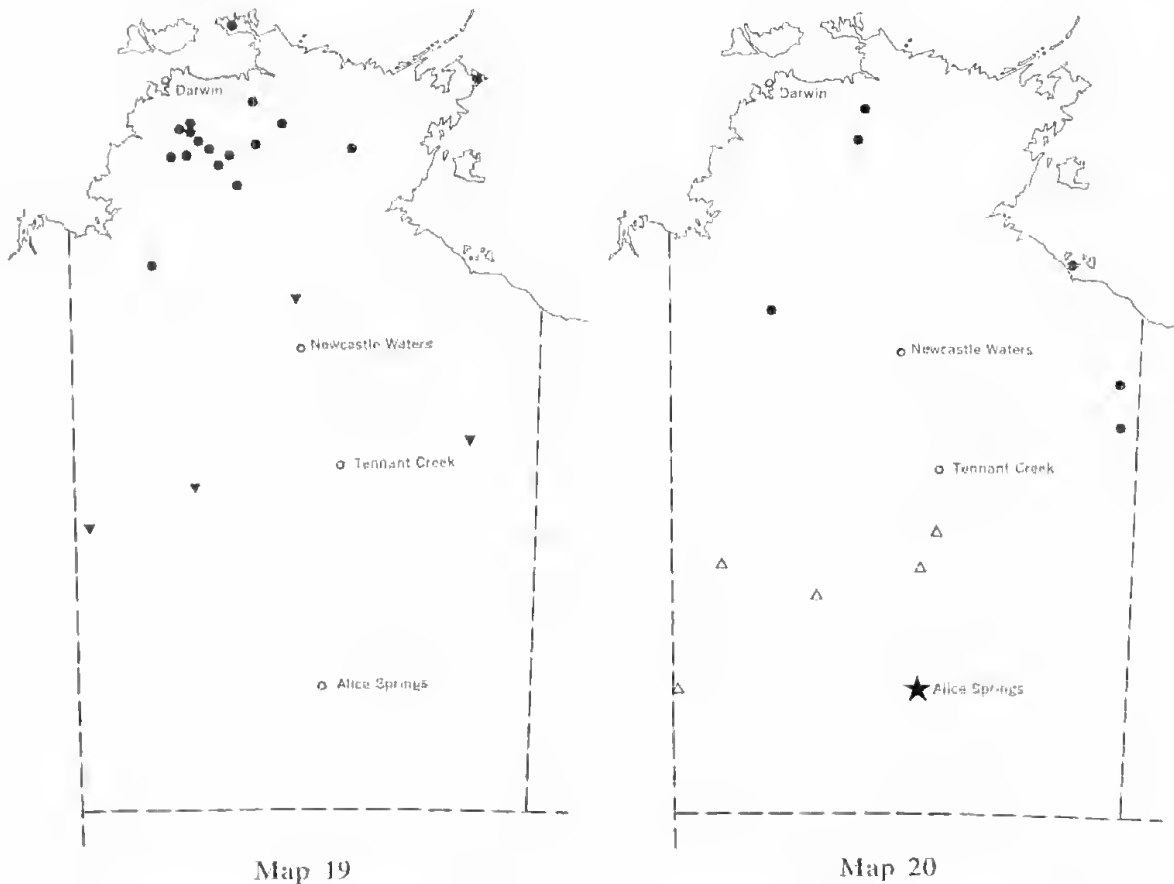 Darwin
Newcastle Waters
Tennant Creek
Alice Springs
Map 19
Darwin
Newcastle Waters
Tennant Creek
Alice Springs
Map 20